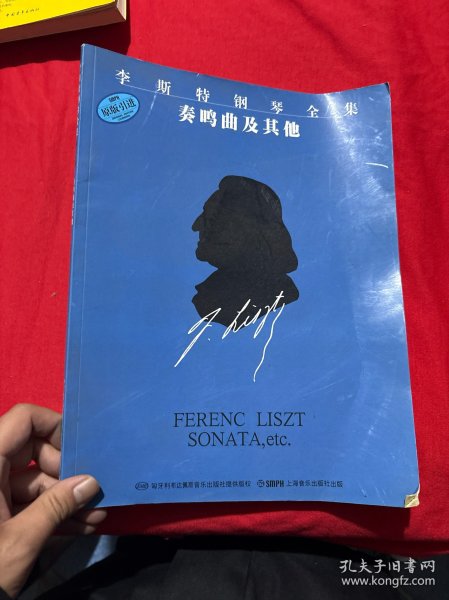 李斯特钢琴全集
原版引进
奏鸣曲及其他
F. Liszt
FERENC LISZT
SONATA, etc.
匈牙利布达佩斯音乐出版社提供版权
SMPH 上海音乐出版社出版
孔夫子旧书网
www.kongfz.com